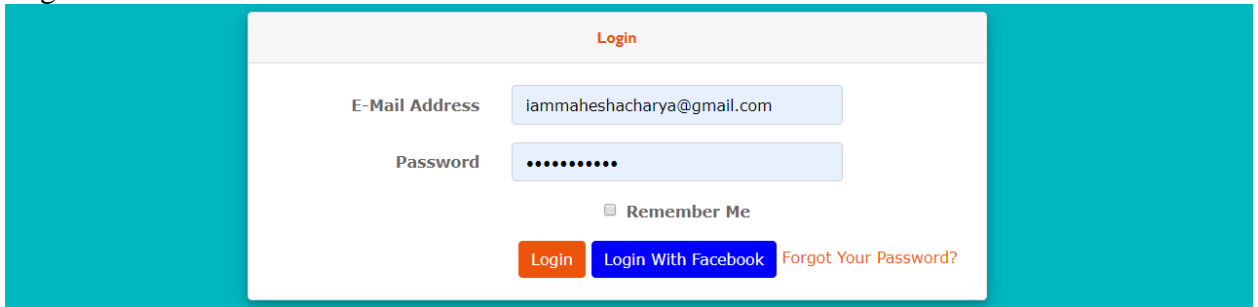 Login
E-Mail Address iammaheshacharya@gmail.com
Password •••••••••••
Remember Me
Login Login With Facebook Forgot Your Password?